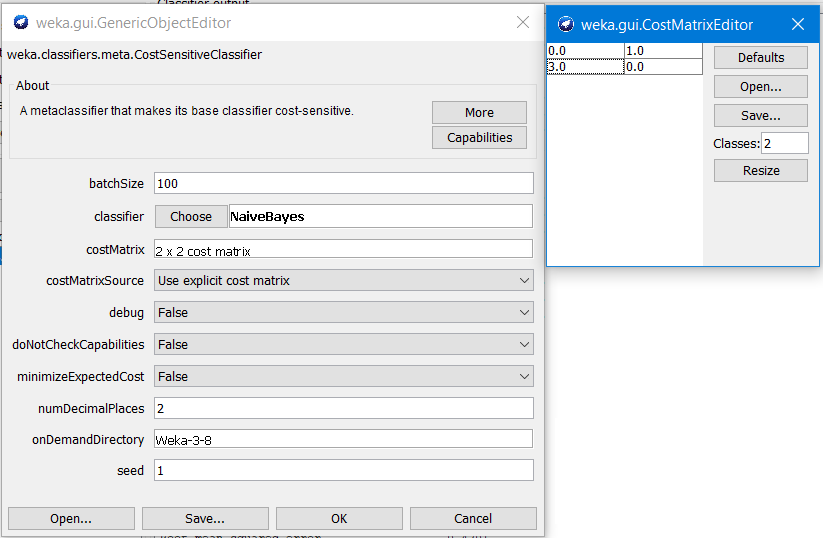 weka.gui.GenericObjectEditor
weka.classifiers.meta.CostSensitiveClassifier
About
A metaclassifier that makes its base classifier cost-sensitive.
More
Capabilities
batchSize 100
classifier Choose NaiveBayes
costMatrix 2 x 2 cost matrix
costMatrixSource Use explicit cost matrix
debug False
doNotCheckCapabilities False
minimizeExpectedCost False
numDecimalPlaces 2
onDemandDirectory Weka-3-8
seed 1
Open... Save... OK Cancel
weka.gui.CostMatrixEditor
0.0 1.0
3.0 0.0
Defaults
Open...
Save...
Classes: 2
Resize